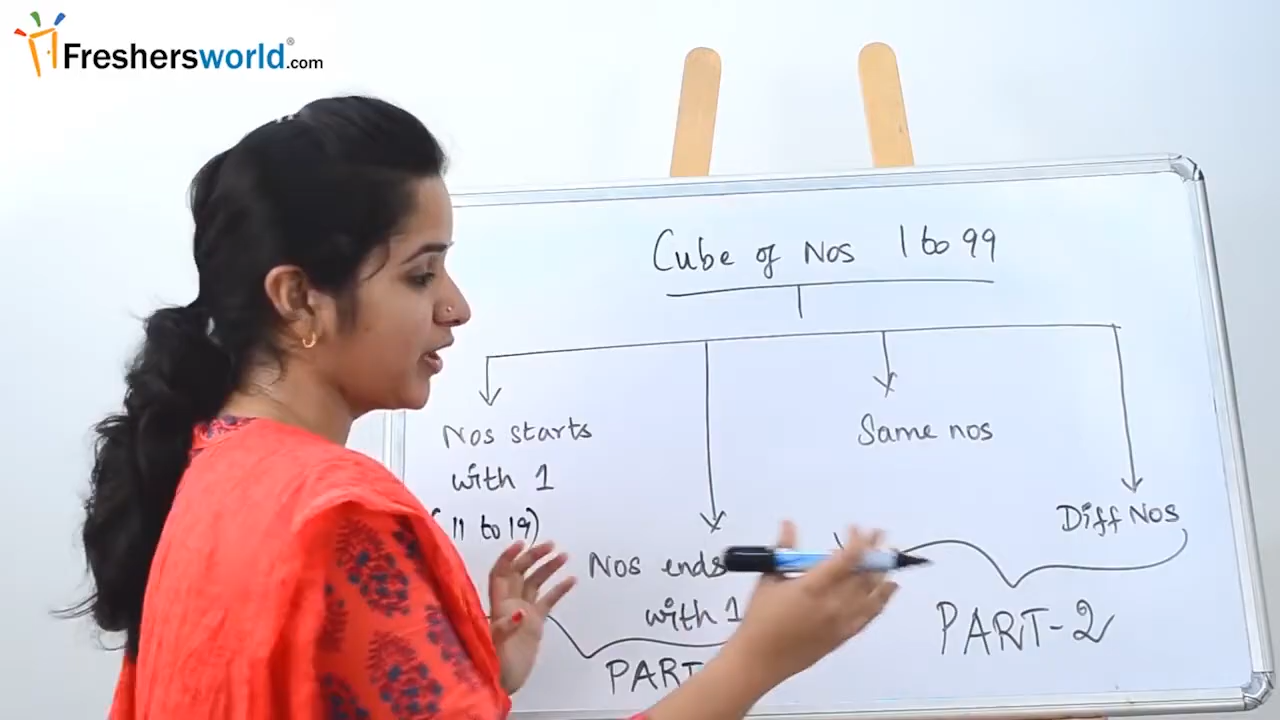 Freshersworld.com
Cube of Nos 1 to 99
Nos starts
with 1
(11 to 19)
Nos ends
with 1
Same nos
Diff Nos
PART
PART-2